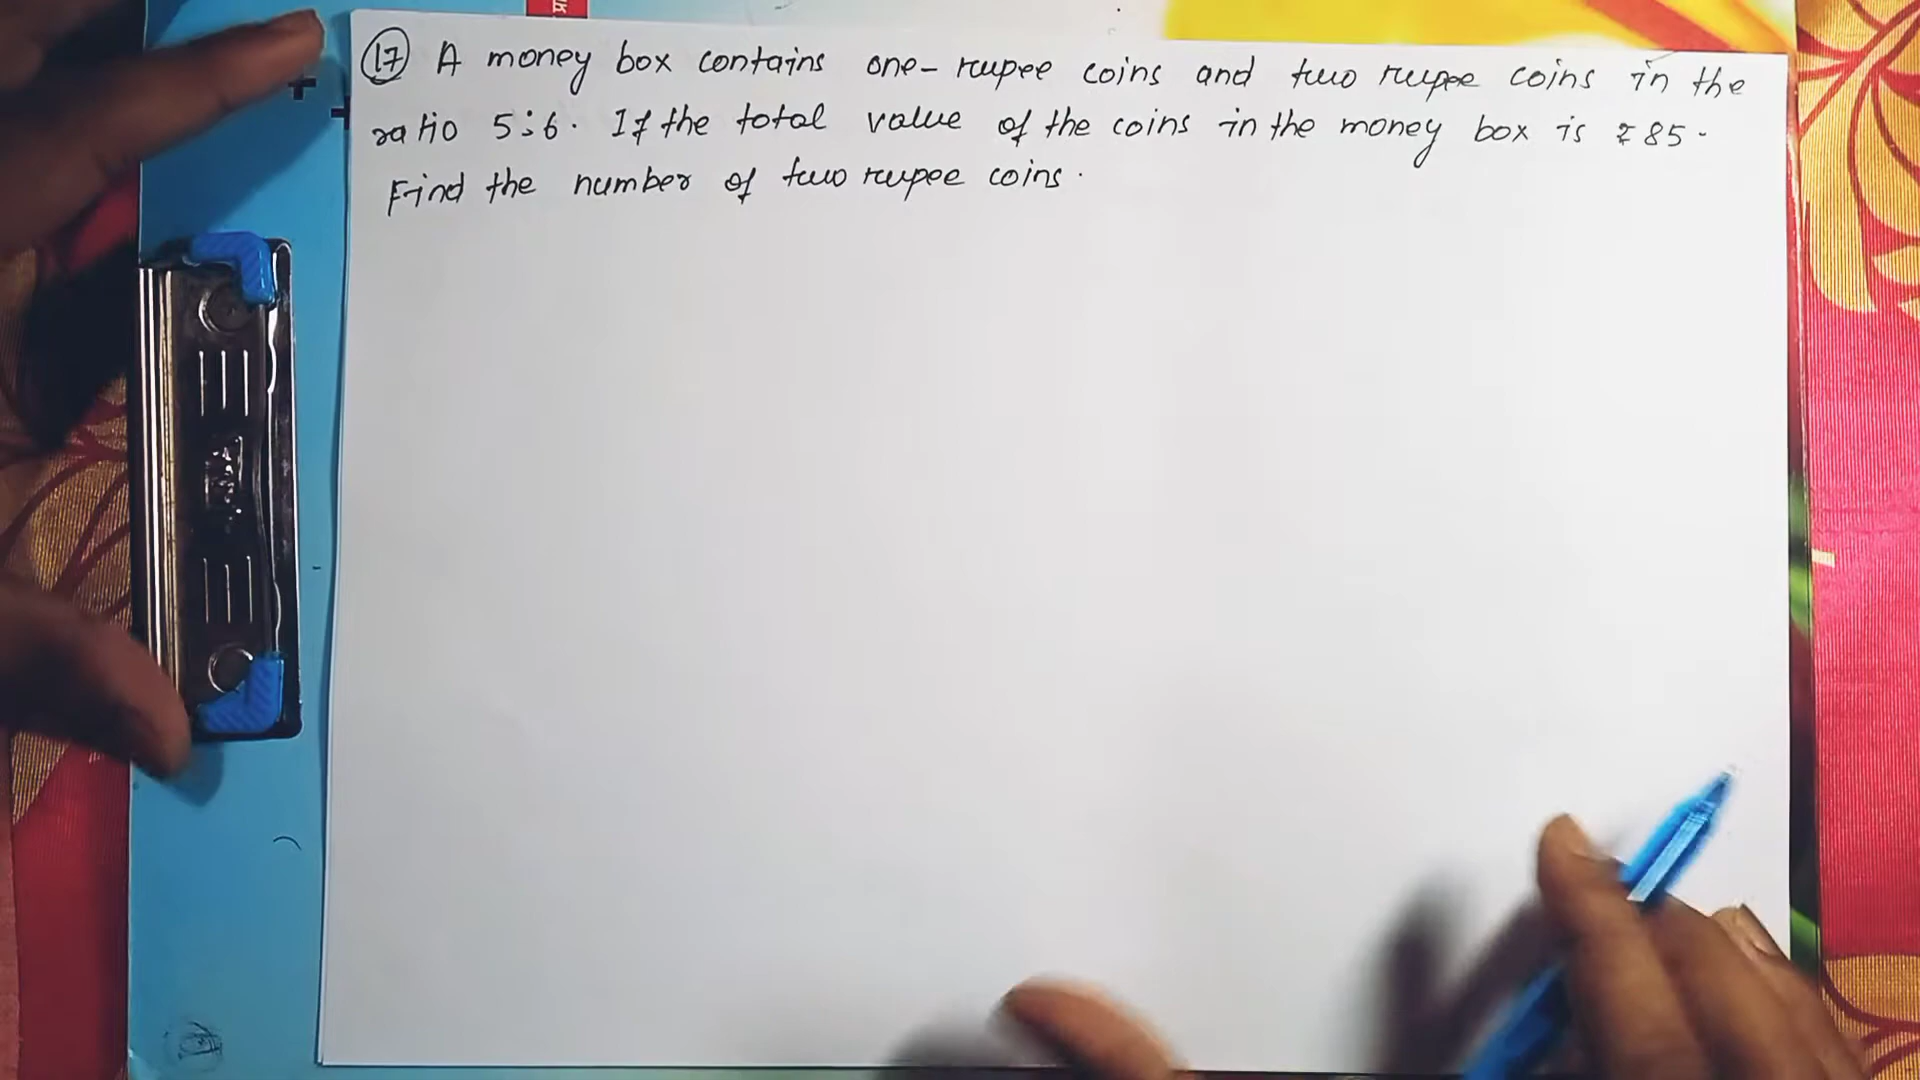 17 A money box contains one-rupee coins and two rupee coins in the
ratio 5:6. If the total value of the coins in the money box is ₹85.
Find the number of two rupee coins.